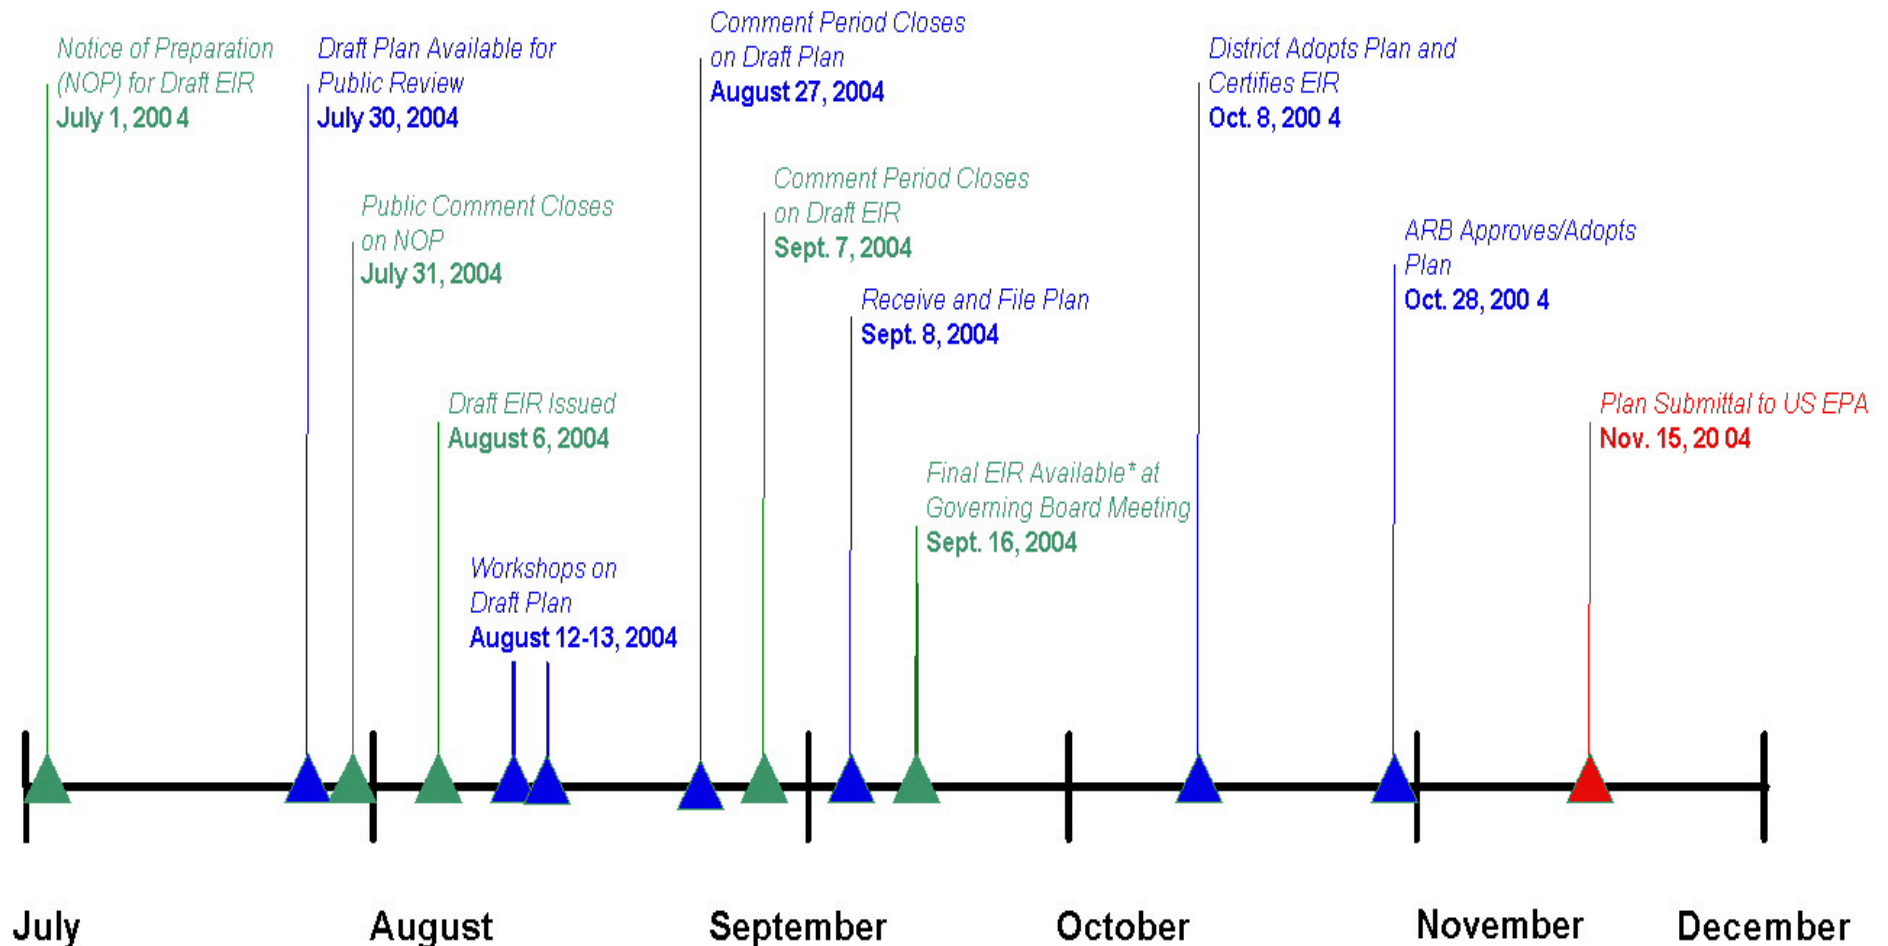 Notice of Preparation
(NOP) for Draft EIR
July 1, 200 4
Draft Plan Available for
Public Review
July 30, 2004
Public Comment Closes
on NOP
July 31, 2004
Draft EIR Issued
August 6, 2004
Workshops on
Draft Plan
August 12-13, 2004
Comment Period Closes
on Draft Plan
August 27, 2004
Comment Period Closes
on Draft EIR
Sept. 7, 2004
Receive and File Plan
Sept. 8, 2004
Final EIR Available* at
Governing Board Meeting
Sept. 16, 2004
District Adopts Plan and
Certifies EIR
Oct. 8, 200 4
ARB Approves/Adopts
Plan
Oct. 28, 200 4
Plan Submittal to US EPA
Nov. 15, 20 04
July August September October November December